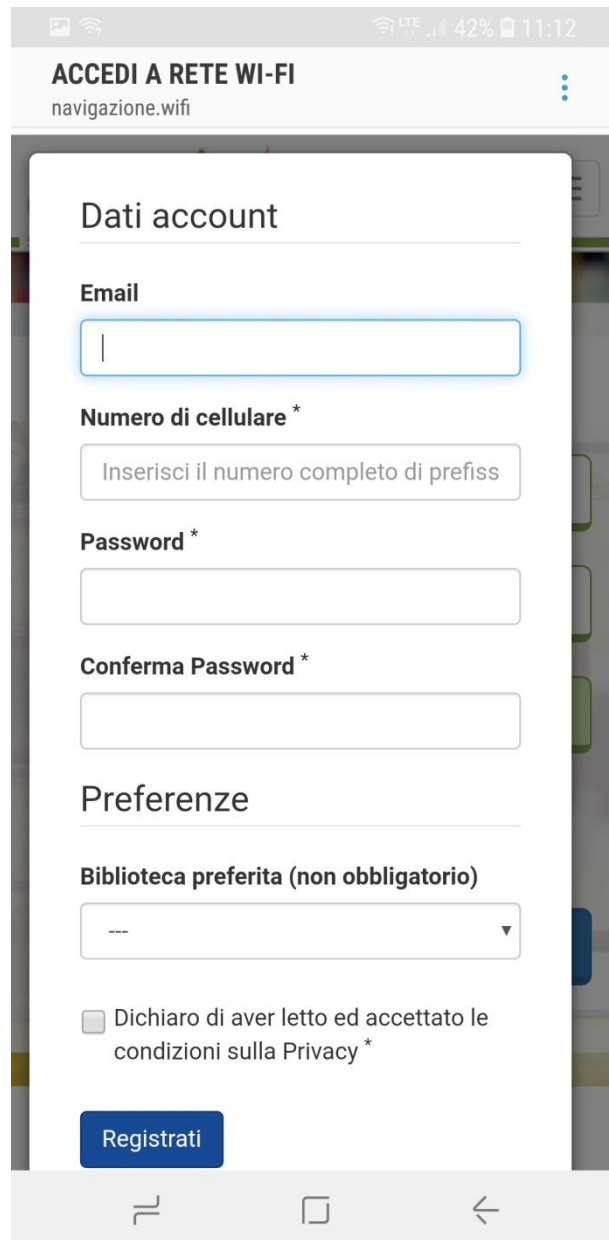 LTE 42% 11:12
ACCEDI A RETE WI-FI
navigazione.wifi
Dati account
Email
Numero di cellulare *
Inserisci il numero completo di prefiss
Password *
Conferma Password *
Preferenze
Biblioteca preferita (non obbligatorio)
---
Dichiaro di aver letto ed accettato le
condizioni sulla Privacy *
Registrati